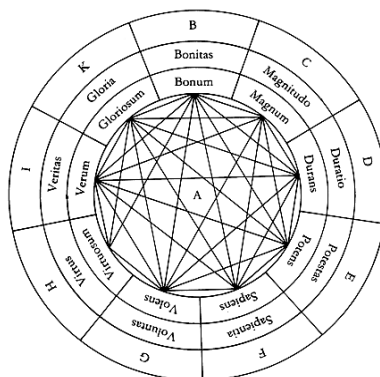 B
Bonitas
Bonum
C
Magnitudo
Magnum
D
Duratio
Durans
E
Potestas
Potens
F
Sapientia
Sapiens
G
Voluntas
Volens
H
Virtus
Virtuosum
I
Veritas
Verum
K
Gloria
Gloriosum
A